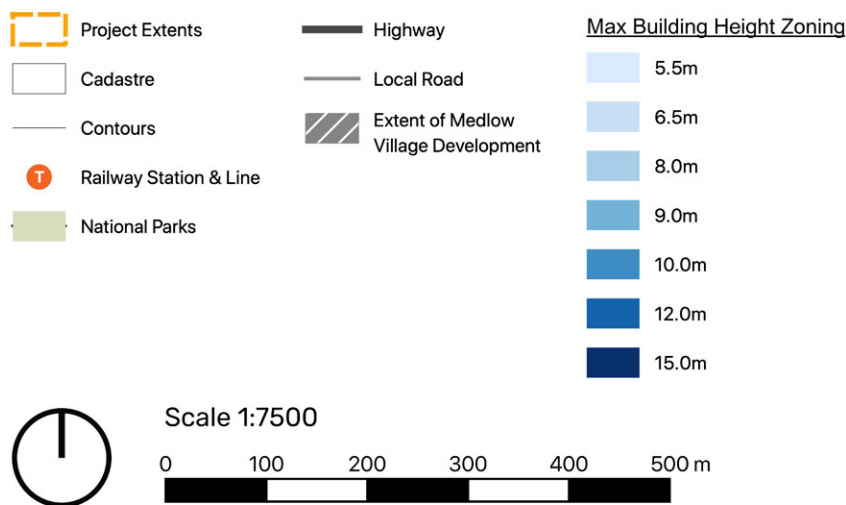 Project Extents
Cadastre
Contours
T
Railway Station & Line
National Parks
Highway
Local Road
Extent of Medlow
Village Development
Max Building Height Zoning
5.5m
6.5m
8.0m
9.0m
10.0m
12.0m
15.0m
Scale 1:7500
0 100 200 300 400 500 m